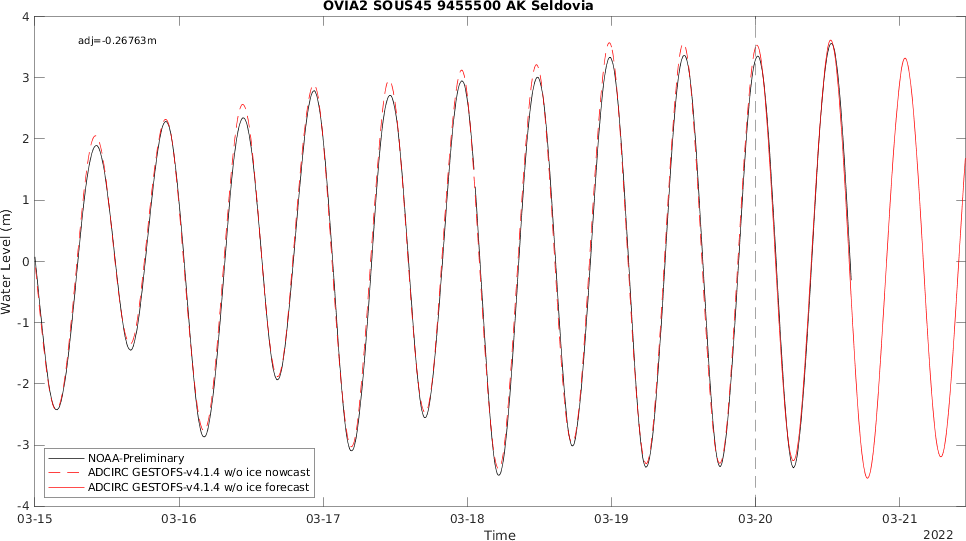 OVIA2 SOUS45 9455500 AK Seldovia
adj=-0.26763m
4
3
2
1
0
-1
-2
-3
-4
Water Level (m)
NOAA-Preliminary
ADCIRC GESTOFS-v4.1.4 w/o ice nowcast
ADCIRC GESTOFS-v4.1.4 w/o ice forecast
03-15 03-16 03-17 03-18 03-19 03-20 03-21
Time
2022